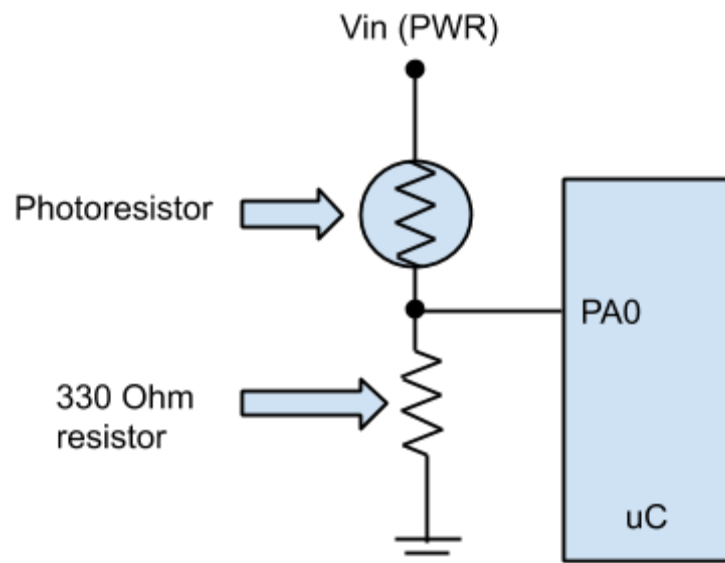 Vin (PWR)
Photoresistor
PA0
330 Ohm
resistor
uC